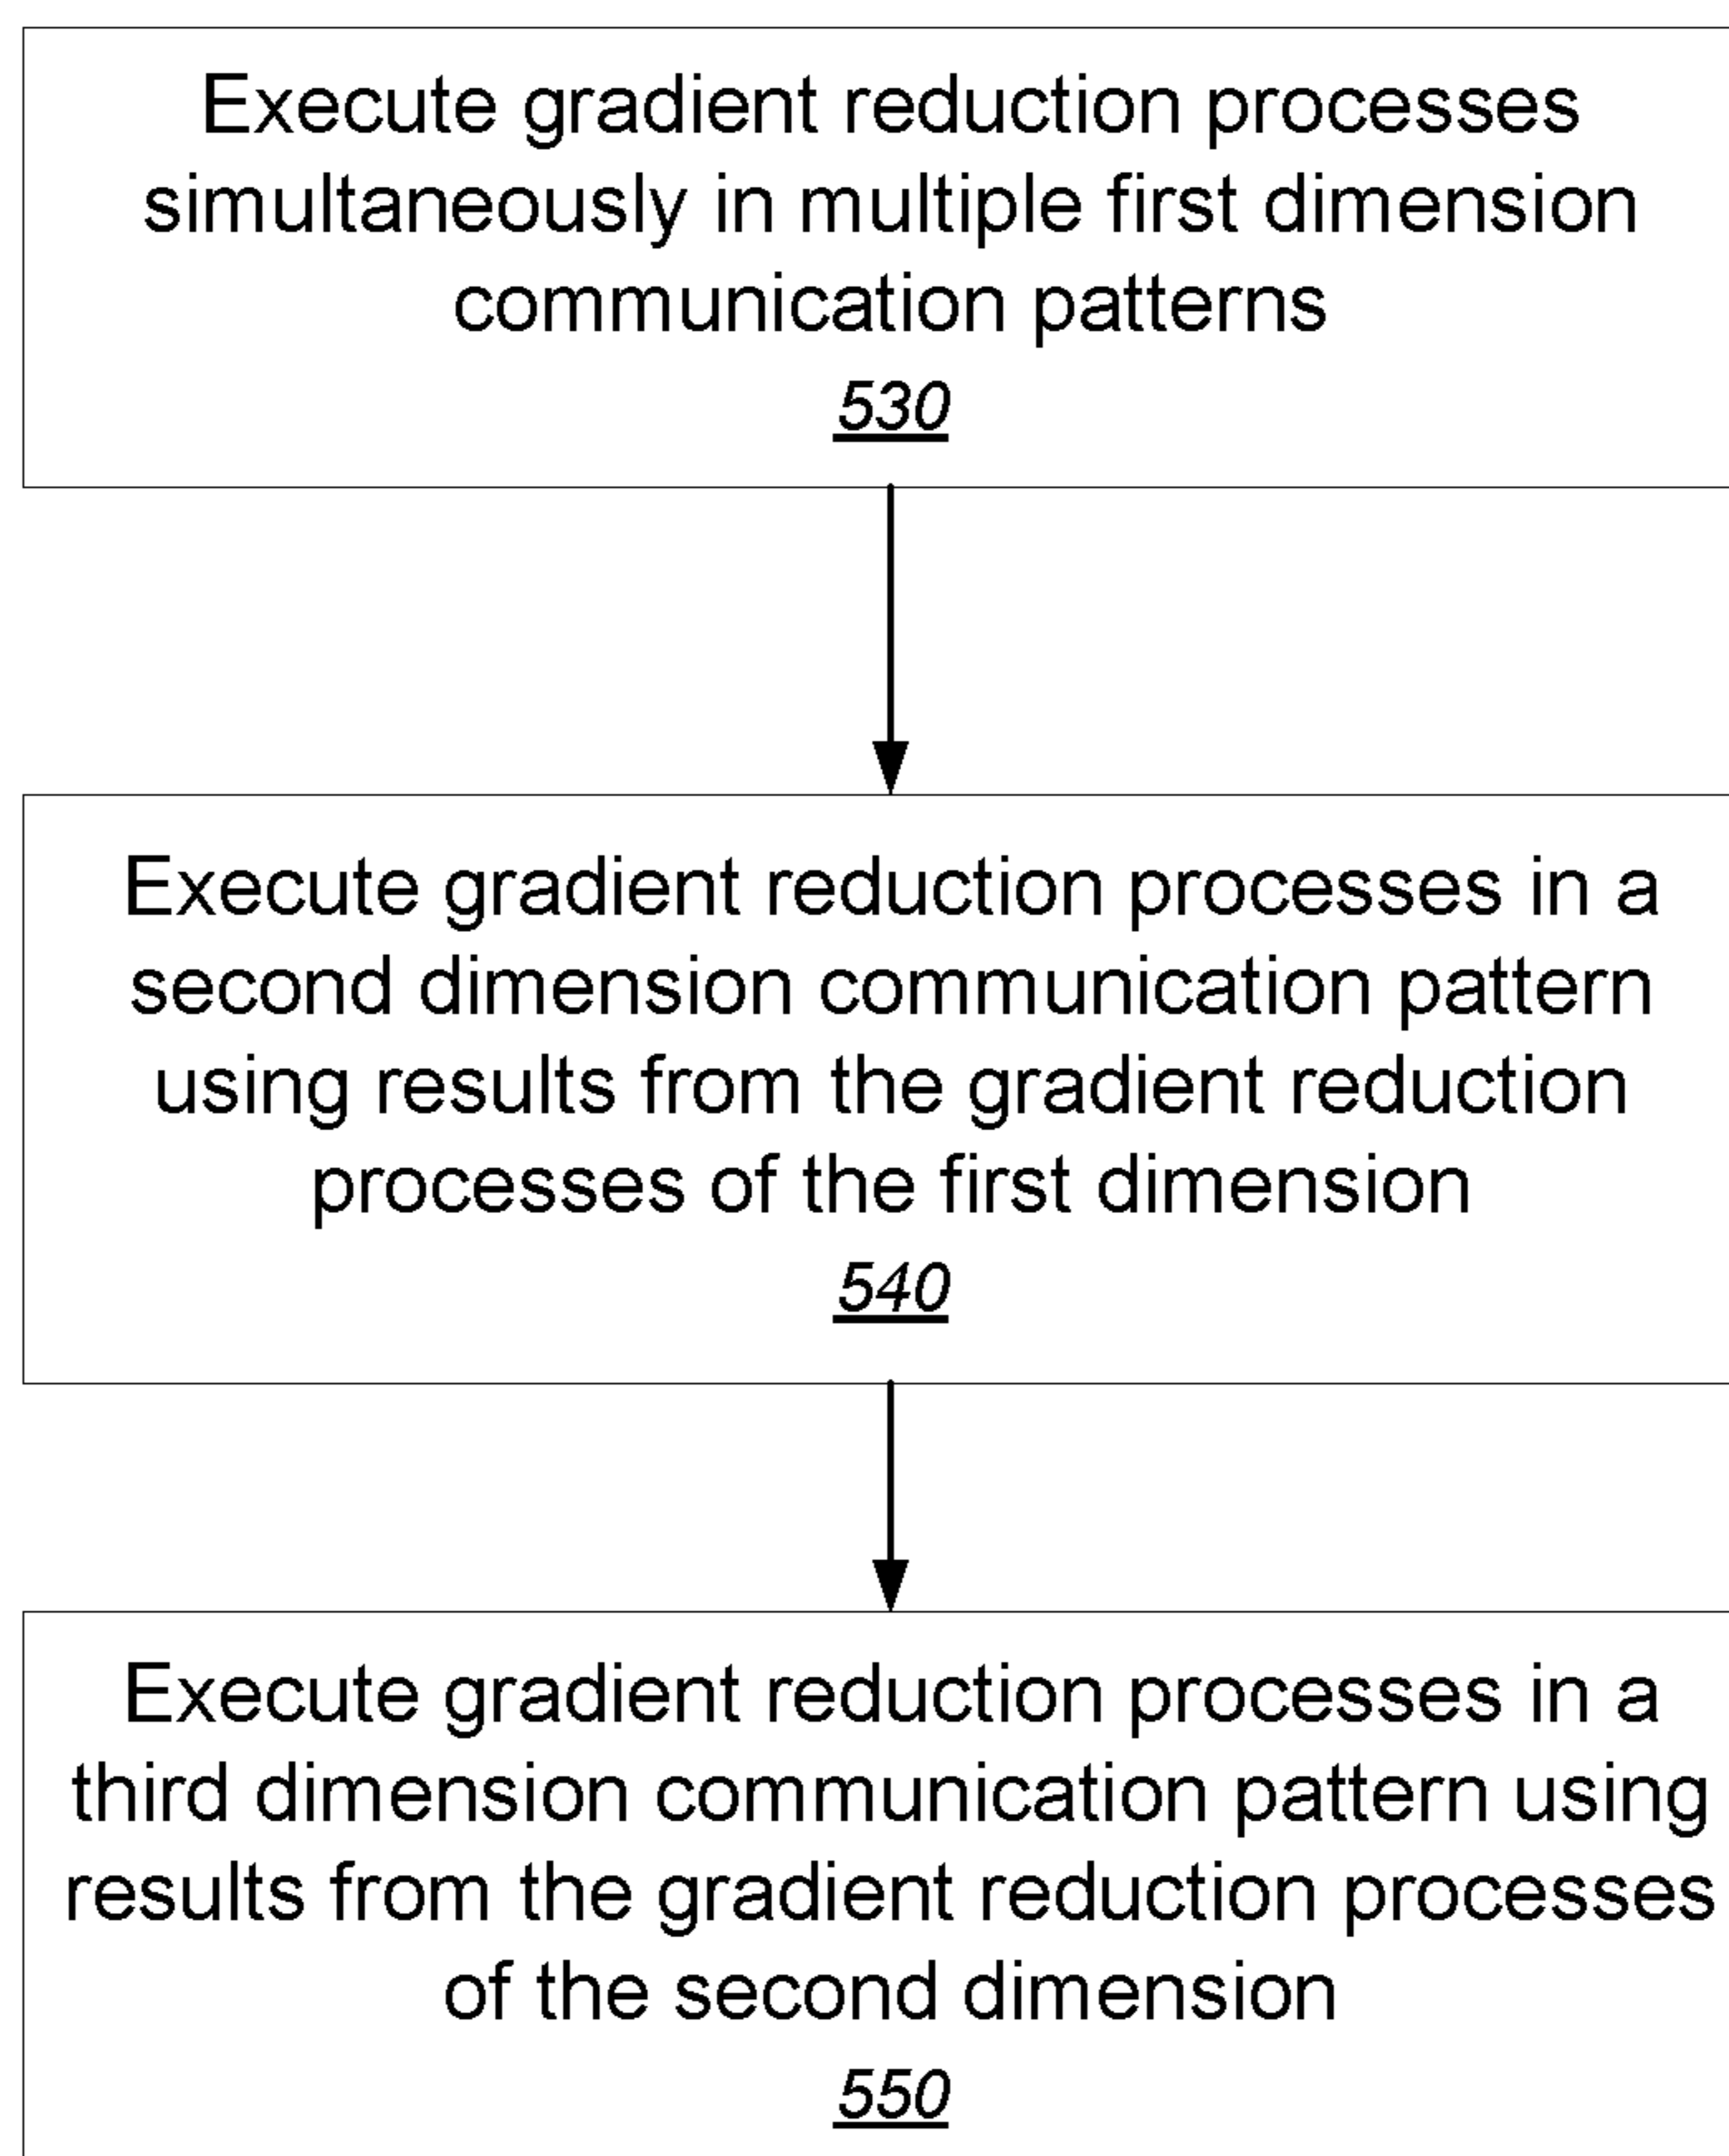 Execute gradient reduction processes
simultaneously in multiple first dimension
communication patterns
530
Execute gradient reduction processes in a
second dimension communication pattern
using results from the gradient reduction
processes of the first dimension
540
Execute gradient reduction processes in a
third dimension communication pattern using
results from the gradient reduction processes
of the second dimension
550